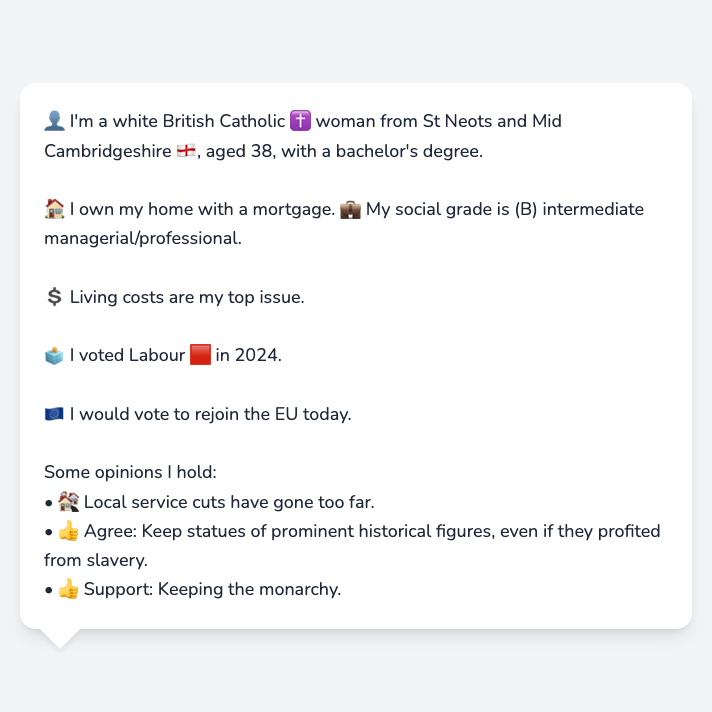 👤 I'm a white British Catholic ✝️ woman from St Neots and Mid
Cambridgeshire 🏴󠁧󠁢󠁥󠁮󠁧󠁿, aged 38, with a bachelor's degree.
🏠 I own my home with a mortgage. 💼 My social grade is (B) intermediate
managerial/professional.
💲 Living costs are my top issue.
🗳️ I voted Labour 🟥 in 2024.
🇪🇺 I would vote to rejoin the EU today.
Some opinions I hold:
• 🏚️ Local service cuts have gone too far.
• 👍 Agree: Keep statues of prominent historical figures, even if they profited
from slavery.
• 👍 Support: Keeping the monarchy.